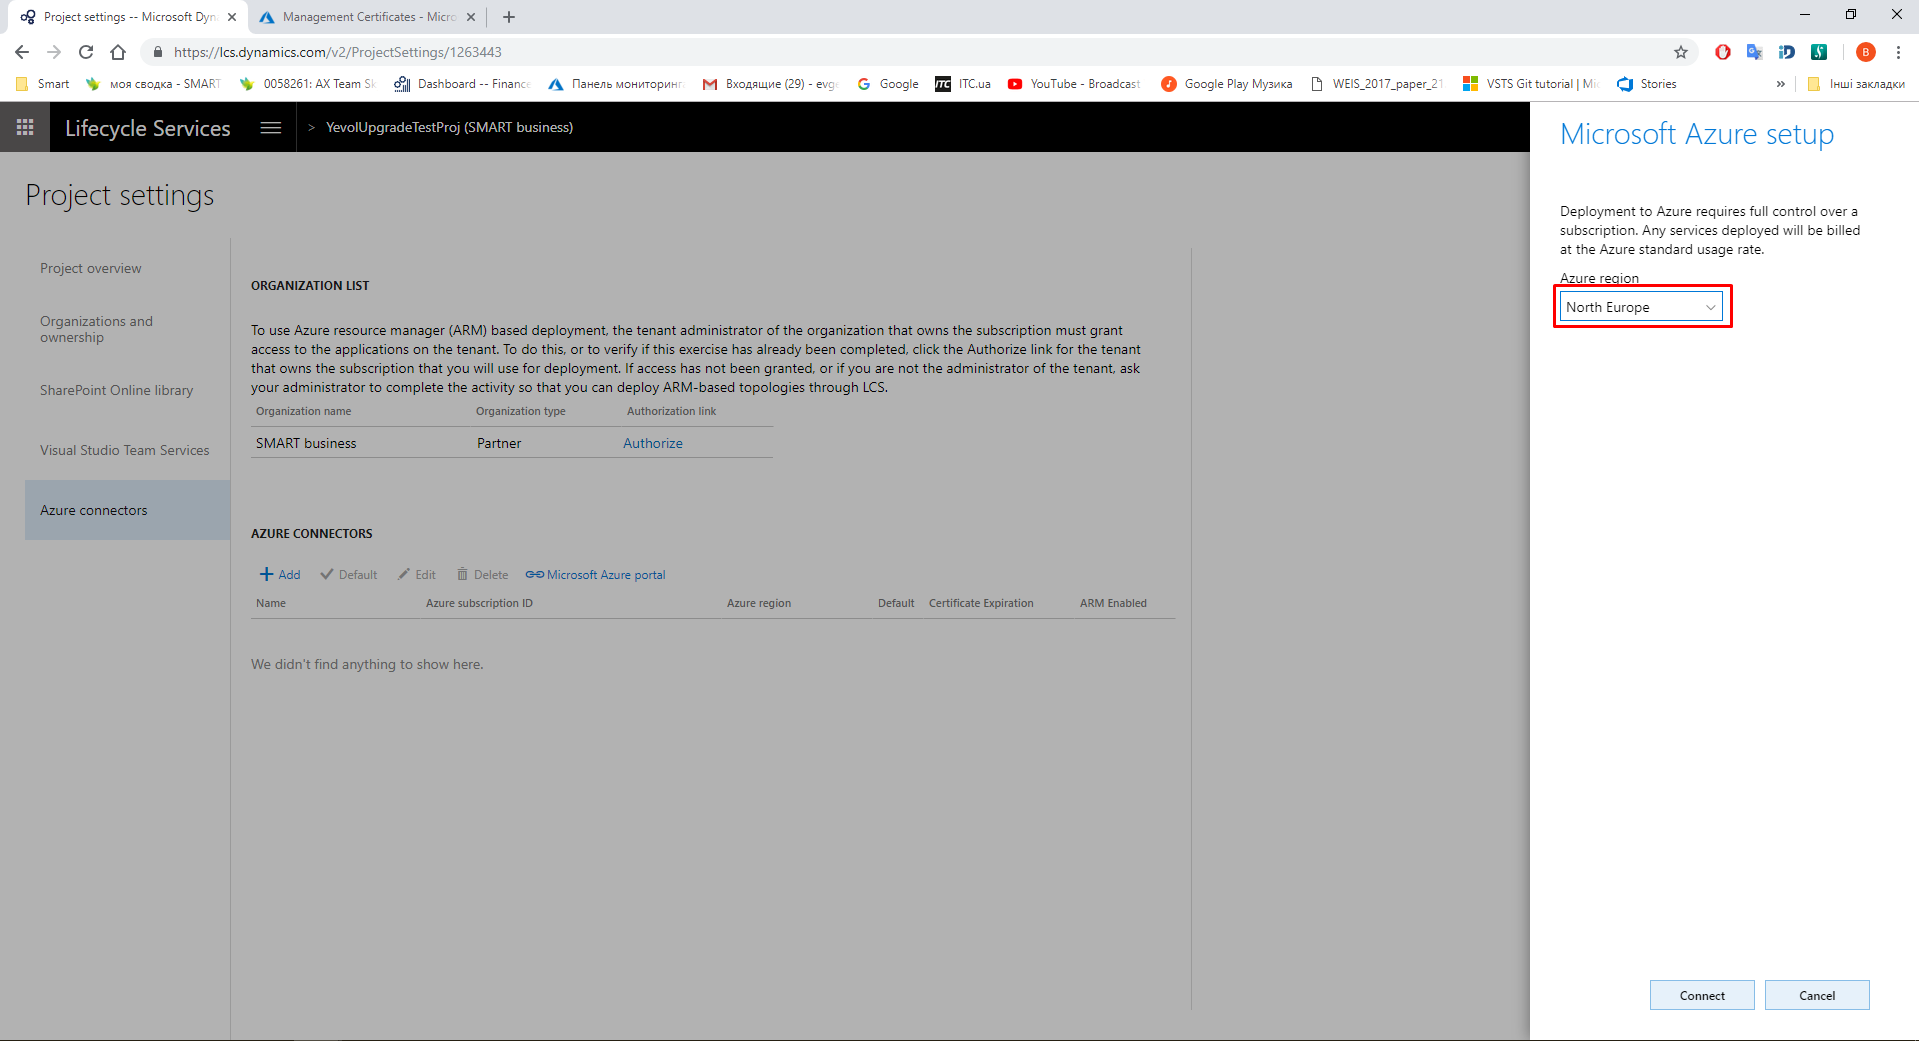 Project settings -- Microsoft Dyn
Management Certificates - Micro
https://lcs.dynamics.com/v2/ProjectSettings/1263443
Smart
моя сводка - SMART
0058261: AX Team Sk
Dashboard -- Finance
Панель мониторинга
Входящие (29) - evge
Google
ITC.ua
YouTube - Broadcast
Google Play Музика
WEIS_2017_paper_21
VSTS Git tutorial | Mi
Stories
Інші закладки
Lifecycle Services
> YevolUpgradeTestProj (SMART business)
Project settings
Project overview
Organizations and
ownership
SharePoint Online library
Visual Studio Team Services
Azure connectors
ORGANIZATION LIST
To use Azure resource manager (ARM) based deployment, the tenant administrator of the organization that owns the subscription must grant
access to the applications on the tenant. To do this, or to verify if this exercise has already been completed, click the Authorize link for the tenant
that owns the subscription that you will use for deployment. If access has not been granted, or if you are not the administrator of the tenant, ask
your administrator to complete the activity so that you can deploy ARM-based topologies through LCS.
Organization name Organization type Authorization link
SMART business Partner Authorize
AZURE CONNECTORS
Add Default Edit Delete Microsoft Azure portal
Name Azure subscription ID Azure region Default Certificate Expiration ARM Enabled
We didn't find anything to show here.
Microsoft Azure setup
Deployment to Azure requires full control over a
subscription. Any services deployed will be billed
at the Azure standard usage rate.
Azure region
North Europe
Connect
Cancel